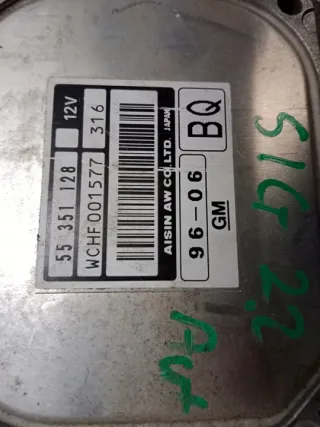 55 351 128 12V
WCHF001577 316
AISIN AW CO.,LTD. JAPAN
96-06 BQ
GM
SIG 2,2
Aut